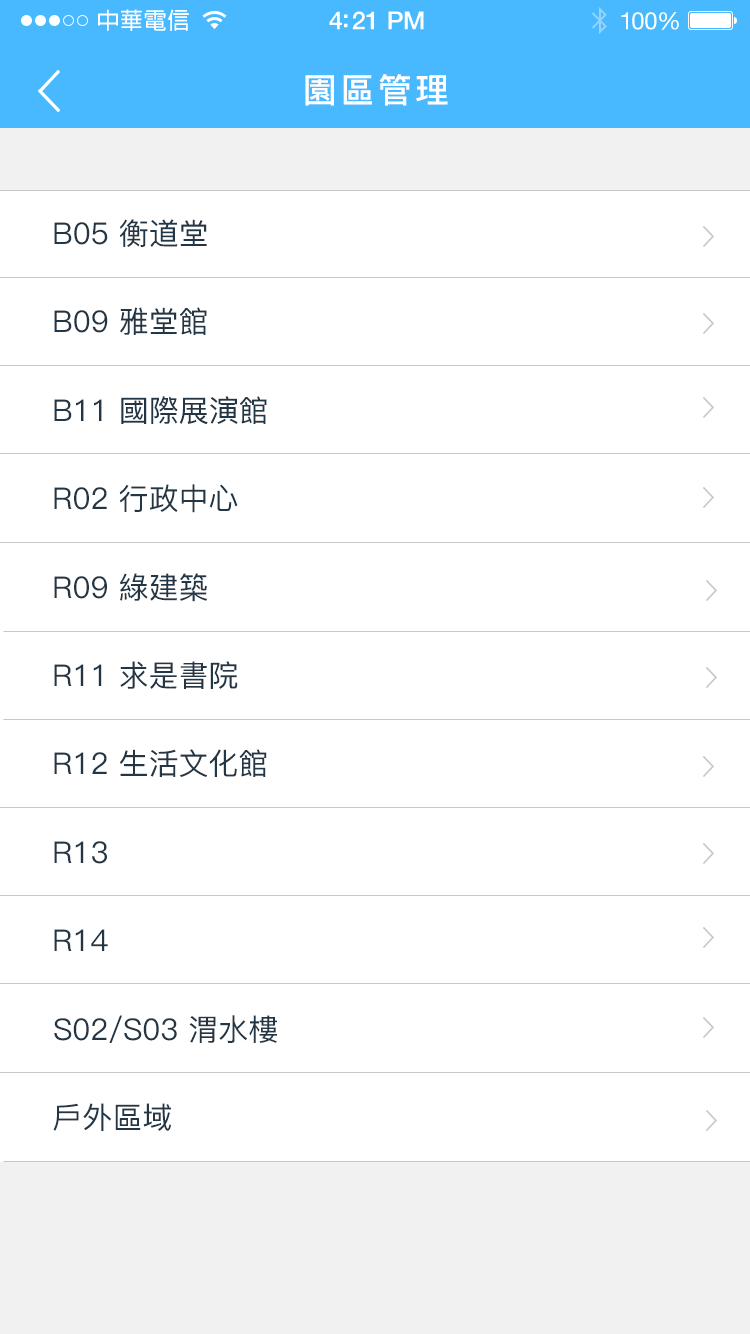 中華電信 4:21 PM 100%
園區管理
B05 衡道堂
B09 雅堂館
B11 國際展演館
R02 行政中心
R09 綠建築
R11 求是書院
R12 生活文化館
R13
R14
S02/S03 渭水樓
戶外區域